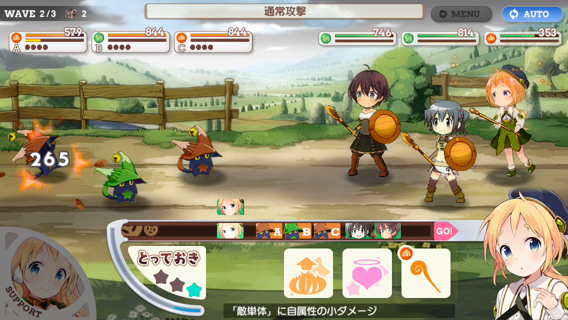 WAVE 2/3 2
通常攻撃
MENU
AUTO
579
844
844
746
814
353
A
B
C
265
A B C
GO!
とっておき
SUPPORT
「敵単体」に自属性の小ダメージ